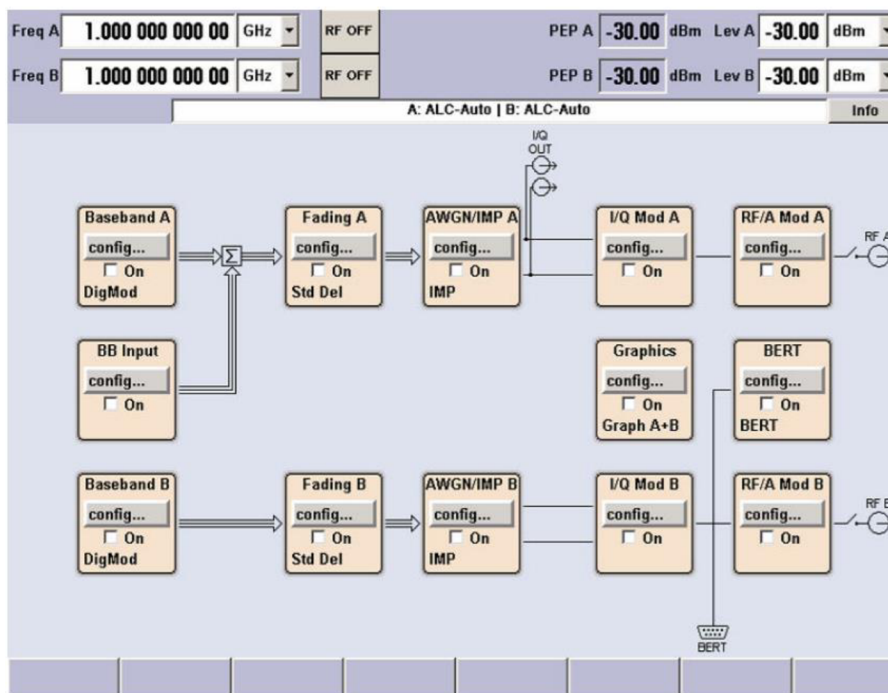 Freq A 1.000 000 000 00 GHz RF OFF PEP A -30.00 dBm Lev A -30.00 dBm
Freq B 1.000 000 000 00 GHz RF OFF PEP B -30.00 dBm Lev B -30.00 dBm
A: ALC-Auto | B: ALC-Auto Info
I/Q
OUT
Baseband A Fading A AWGN/IMP A I/Q Mod A RF/A Mod A RF A
config... config... config... config... config...
On On On On On
DigMod Std Del IMP
Σ
BB Input Graphics BERT
config... config... config...
On On On
Graph A+B BERT
Baseband B Fading B AWGN/IMP B I/Q Mod B RF/A Mod B RF B
config... config... config... config... config...
On On On On On
DigMod Std Del IMP
BERT